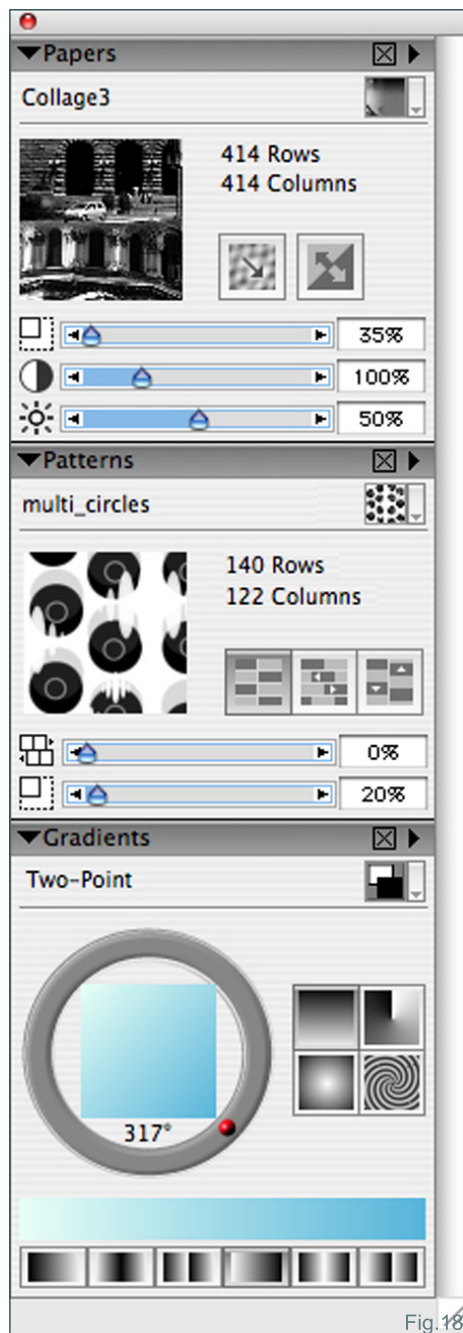 Papers
Collage3
414 Rows
414 Columns
35%
100%
50%
Patterns
multi_circles
140 Rows
122 Columns
0%
20%
Gradients
Two-Point
317°
Fig.18